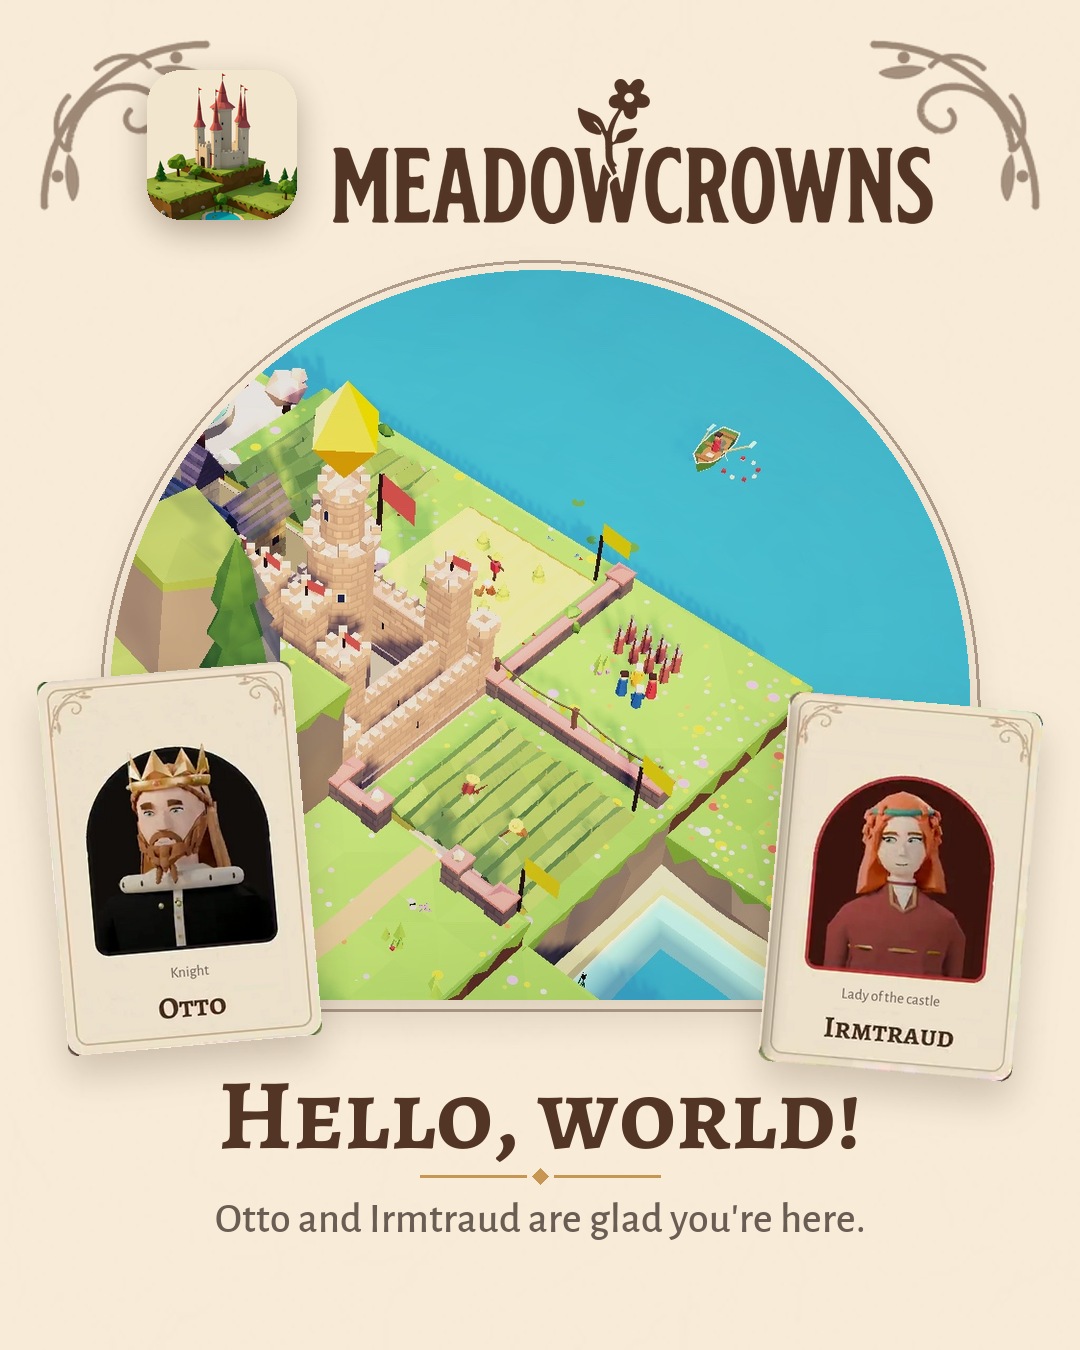 MEADOWCROWNS
Knight
Otto
Lady of the castle
Irmtraud
Hello, world!
Otto and Irmtraud are glad you're here.